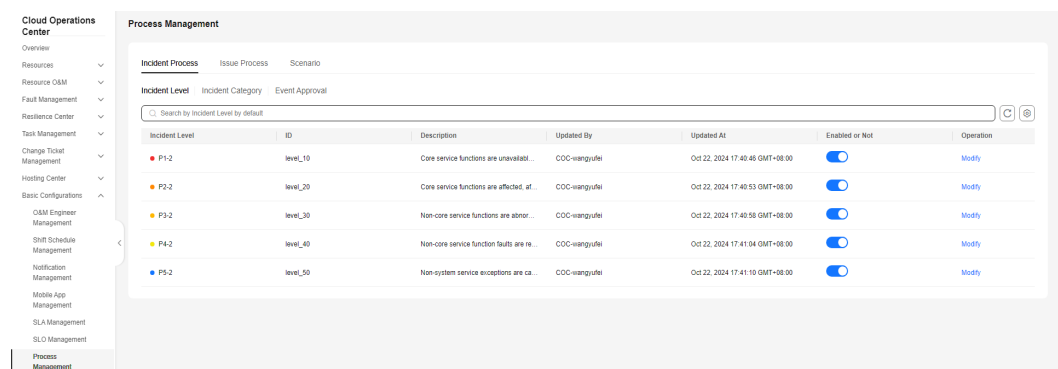 Cloud Operations
Center
Overview
Resources
Resource O&M
Fault Management
Resilience Center
Task Management
Change Ticket
Management
Hosting Center
Basic Configurations
O&M Engineer
Management
Shift Schedule
Management
Notification
Management
Mobile App
Management
SLA Management
SLO Management
Process
Management
Process Management
Incident Process Issue Process Scenario
Incident Level Incident Category Event Approval
Search by Incident Level by default
Incident Level ID Description Updated By Updated At Enabled or Not Operation
P1-2 level_10 Core service functions are unavailabl... COC-wangyufei Oct 22, 2024 17:40:46 GMT+08:00 Modify
P2-2 level_20 Core service functions are affected, af... COC-wangyufei Oct 22, 2024 17:40:53 GMT+08:00 Modify
P3-2 level_30 Non-core service functions are abnor... COC-wangyufei Oct 22, 2024 17:40:58 GMT+08:00 Modify
P4-2 level_40 Non-core service function faults are re... COC-wangyufei Oct 22, 2024 17:41:04 GMT+08:00 Modify
P5-2 level_50 Non-system service exceptions are ca... COC-wangyufei Oct 22, 2024 17:41:10 GMT+08:00 Modify